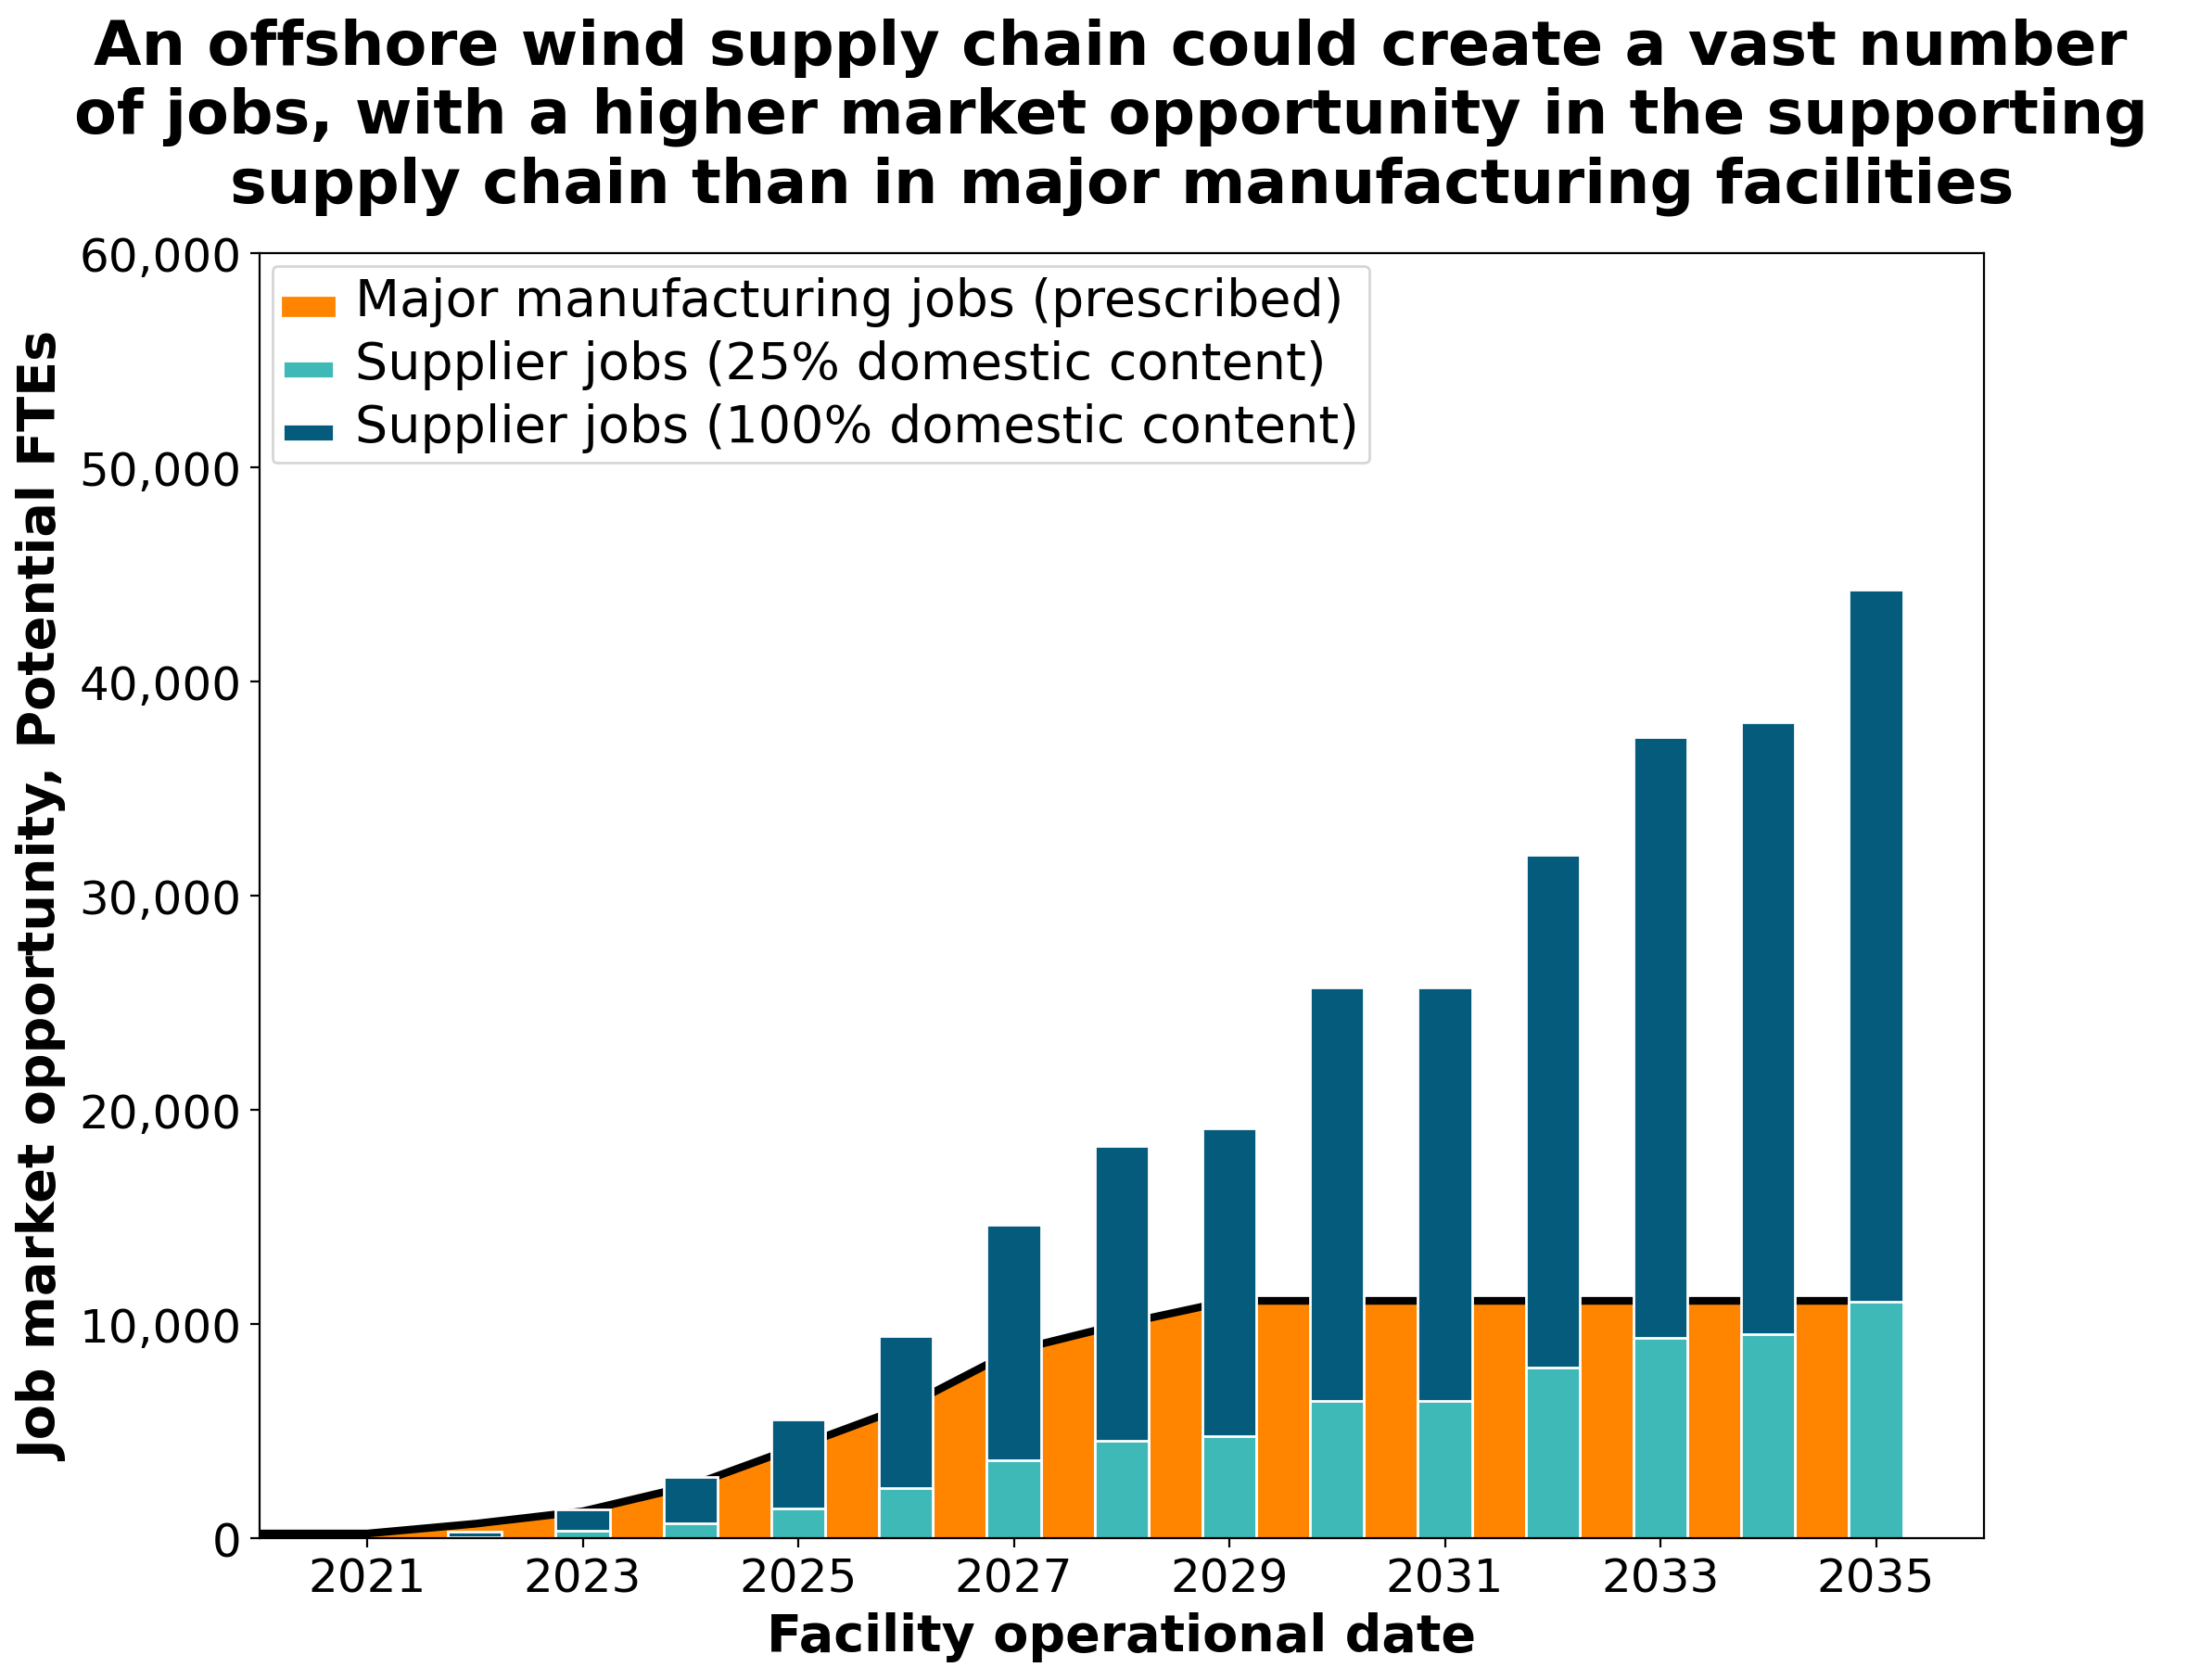 An offshore wind supply chain could create a vast number
of jobs, with a higher market opportunity in the supporting
supply chain than in major manufacturing facilities
Job market opportunity, Potential FTEs
60,000
50,000
40,000
30,000
20,000
10,000
0
Major manufacturing jobs (prescribed)
Supplier jobs (25% domestic content)
Supplier jobs (100% domestic content)
2021 2023 2025 2027 2029 2031 2033 2035
Facility operational date